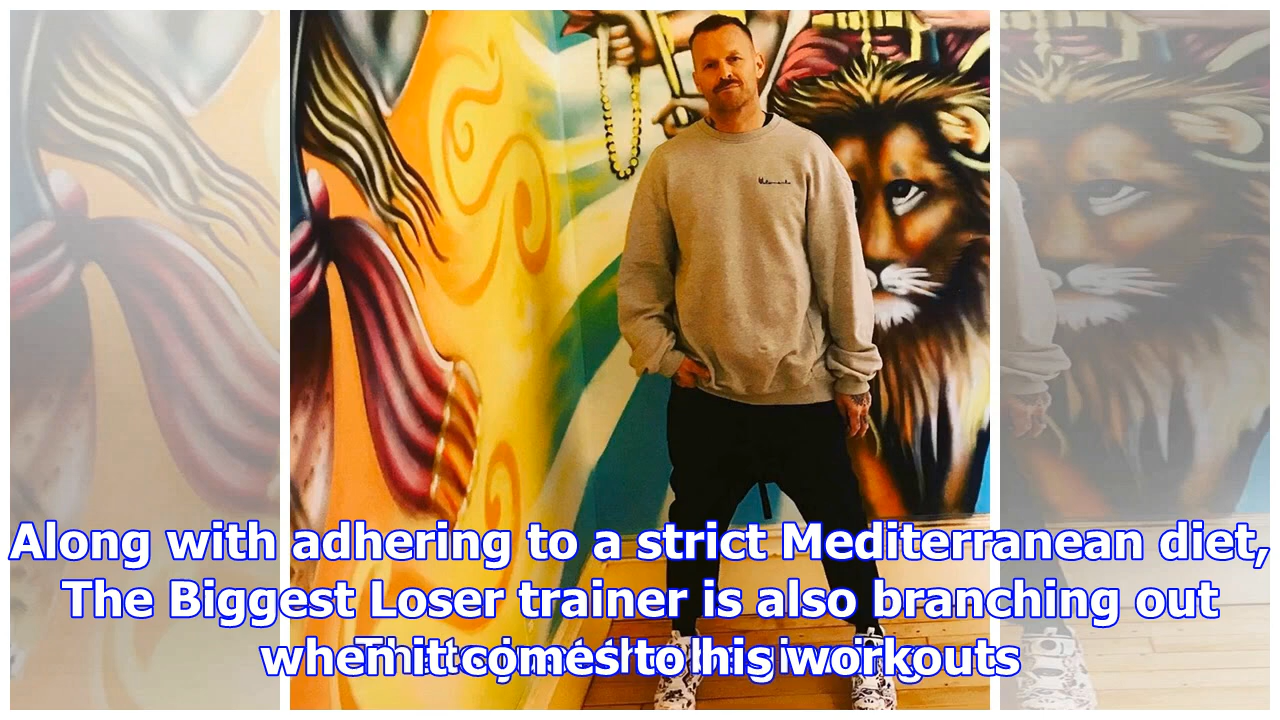 Along with adhering to a strict Mediterranean diet,
The Biggest Loser trainer is also branching out
when it comes to his workouts